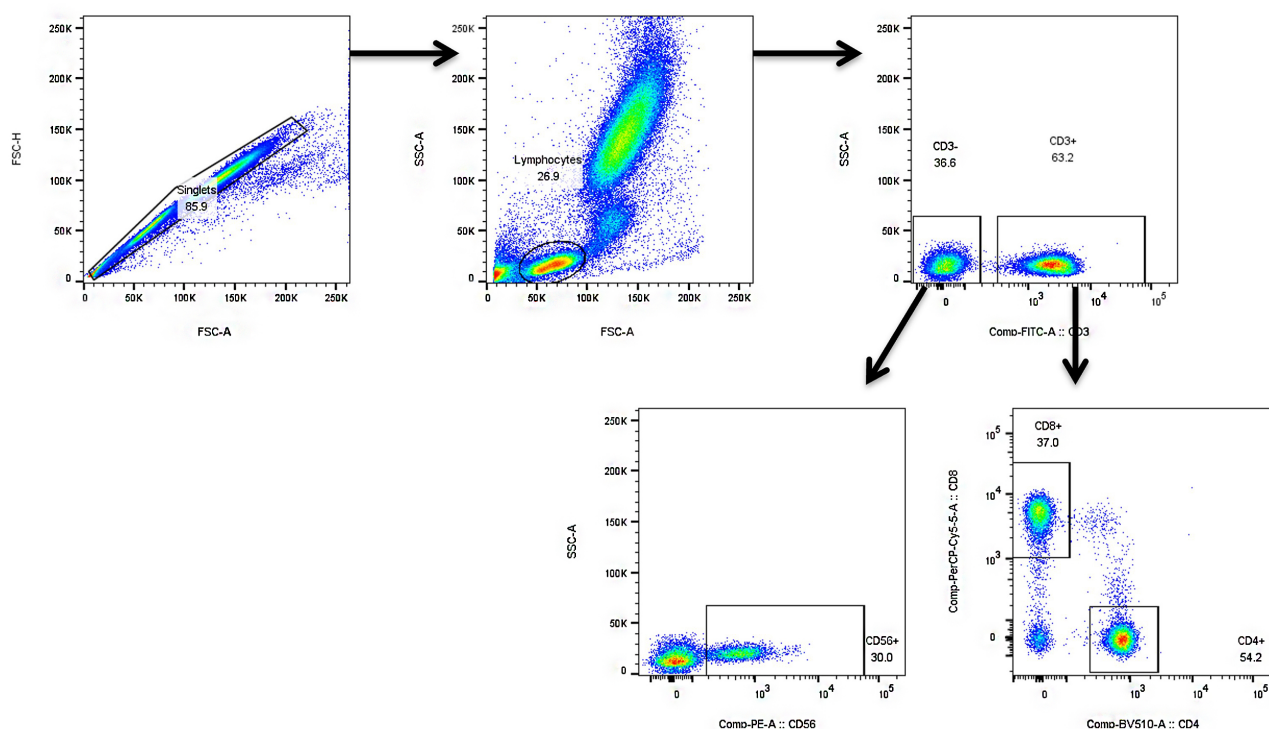 FSC-H
250K
200K
150K
100K
50K
0
Singlets
85.9
0 50K 100K 150K 200K 250K
FSC-A
SSC-A
250K
200K
150K
100K
50K
0
Lymphocytes
26.9
0 50K 100K 150K 200K 250K
FSC-A
SSC-A
250K
200K
150K
100K
50K
0
CD3-
36.6
CD3+
63.2
0 10^3 10^4 10^5
Comp-FITC-A :: CD3
SSC-A
250K
200K
150K
100K
50K
0
CD56+
30.0
0 10^3 10^4 10^5
Comp-PE-A :: CD56
Comp-PerCP-Cy5-5-A :: CD8
10^5
10^4
10^3
0
CD8+
37.0
CD4+
54.2
0 10^3 10^4 10^5
Comp-BV510-A :: CD4